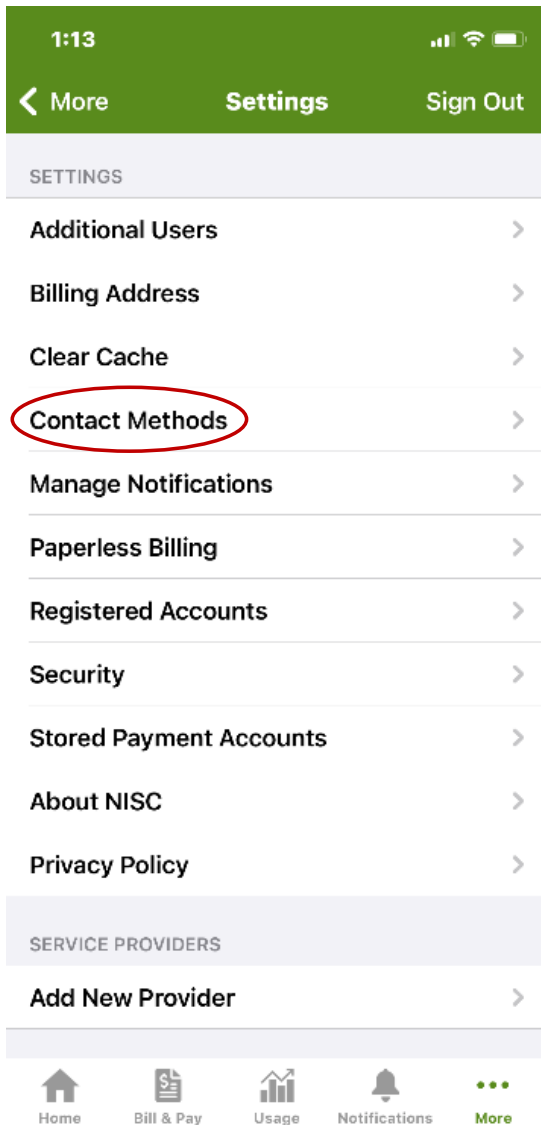 1:13
More Settings Sign Out
SETTINGS
Additional Users
Billing Address
Clear Cache
Contact Methods
Manage Notifications
Paperless Billing
Registered Accounts
Security
Stored Payment Accounts
About NISC
Privacy Policy
SERVICE PROVIDERS
Add New Provider
Home Bill & Pay Usage Notifications More